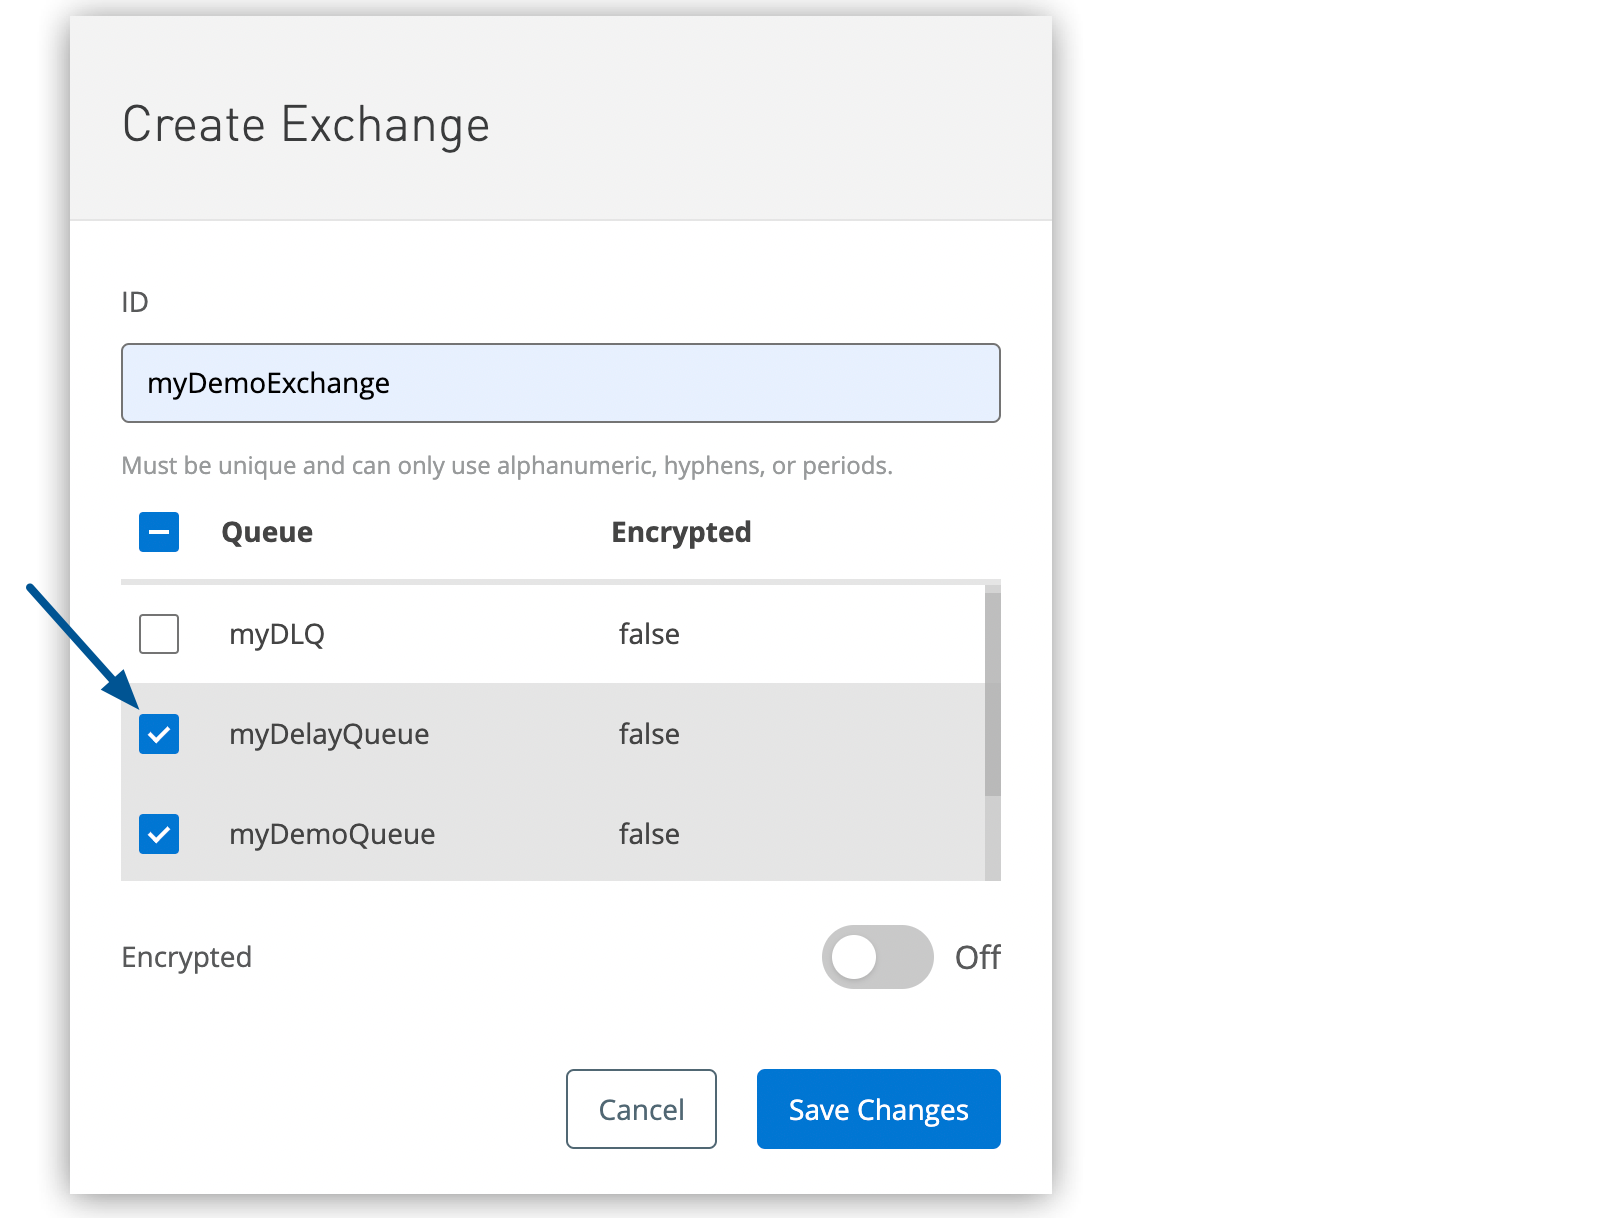 Create Exchange
ID
myDemoExchange
Must be unique and can only use alphanumeric, hyphens, or periods.
Queue Encrypted
myDLQ false
myDelayQueue false
myDemoQueue false
Encrypted Off
Cancel Save Changes